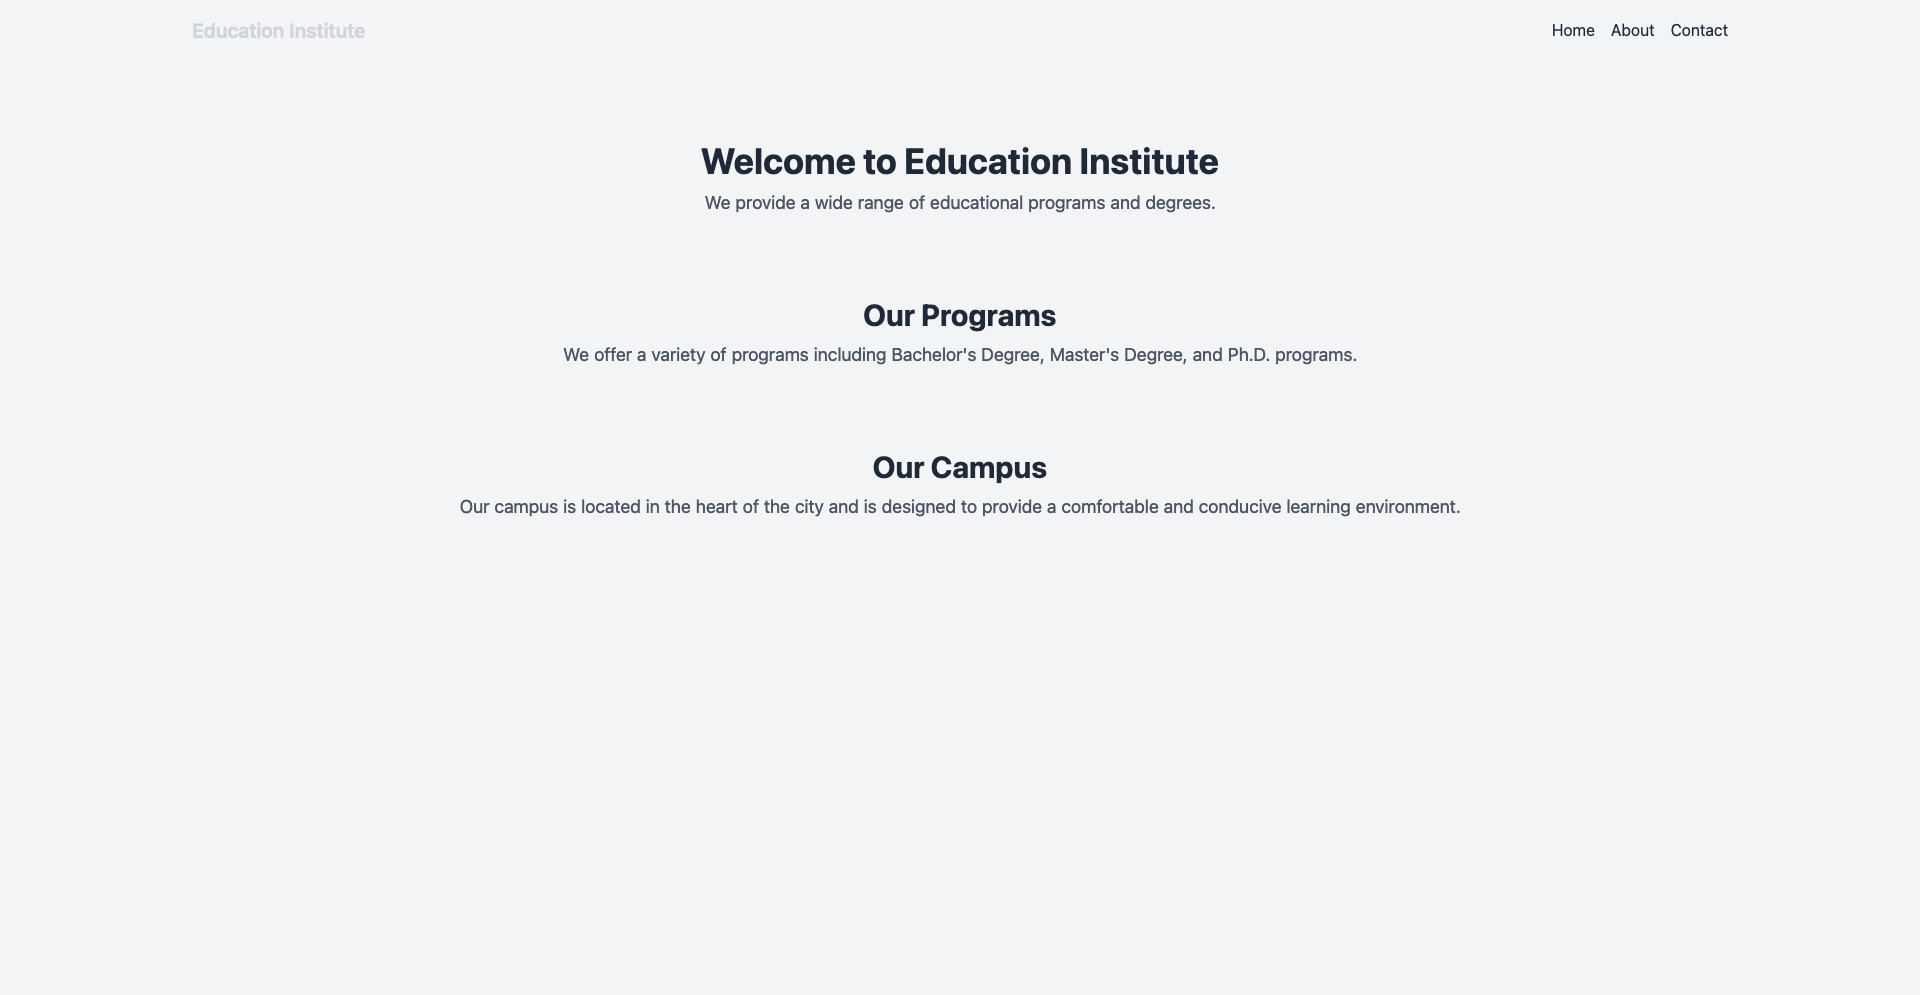 Education Institute
Home About Contact
Welcome to Education Institute
We provide a wide range of educational programs and degrees.
Our Programs
We offer a variety of programs including Bachelor's Degree, Master's Degree, and Ph.D. programs.
Our Campus
Our campus is located in the heart of the city and is designed to provide a comfortable and conducive learning environment.